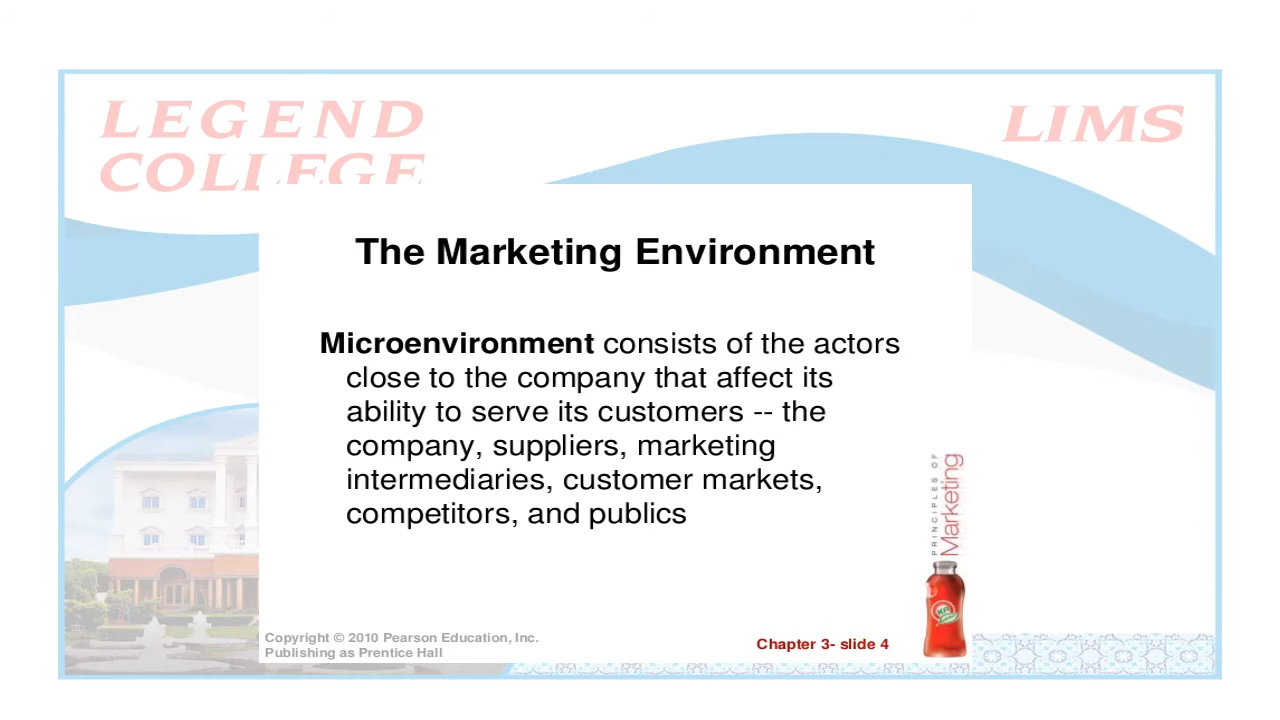 LEGEND
COLLEGE
LIMS
The Marketing Environment
Microenvironment consists of the actors
close to the company that affect its
ability to serve its customers -- the
company, suppliers, marketing
intermediaries, customer markets,
competitors, and publics
PRINCIPLES OF
Marketing
Copyright © 2010 Pearson Education, Inc.
Publishing as Prentice Hall
Chapter 3- slide 4